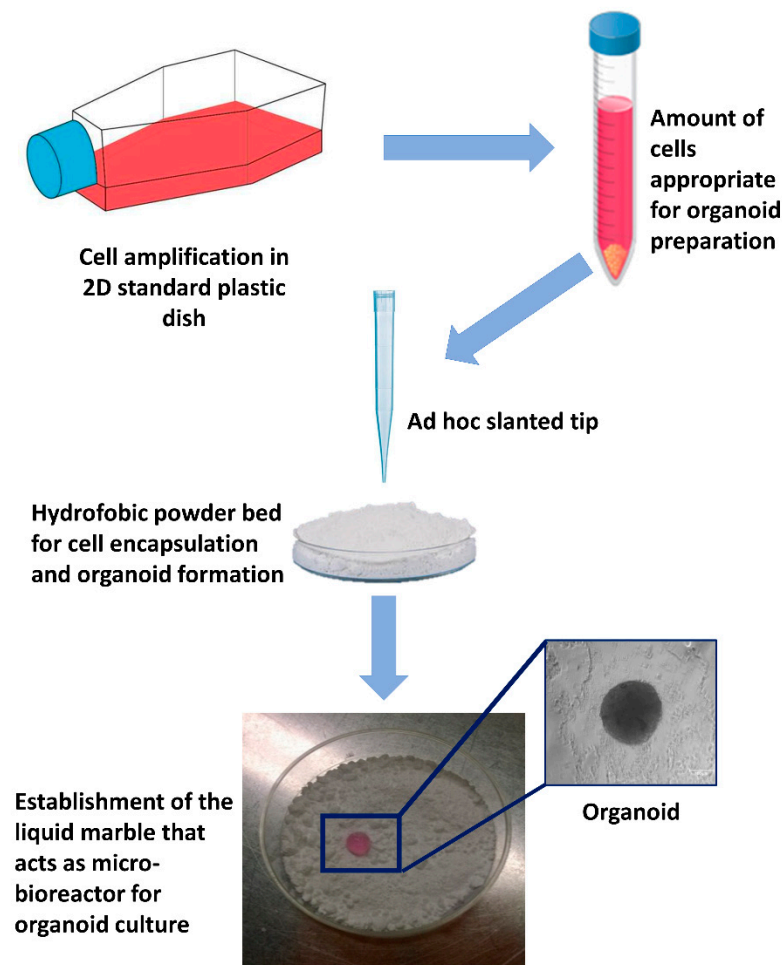 Amount of
cells
appropriate
for organoid
preparation
Cell amplification in
2D standard plastic
dish
Ad hoc slanted tip
Hydrofobic powder bed
for cell encapsulation
and organoid formation
Establishment of the
liquid marble that
acts as micro-
bioreactor for
organoid culture
Organoid